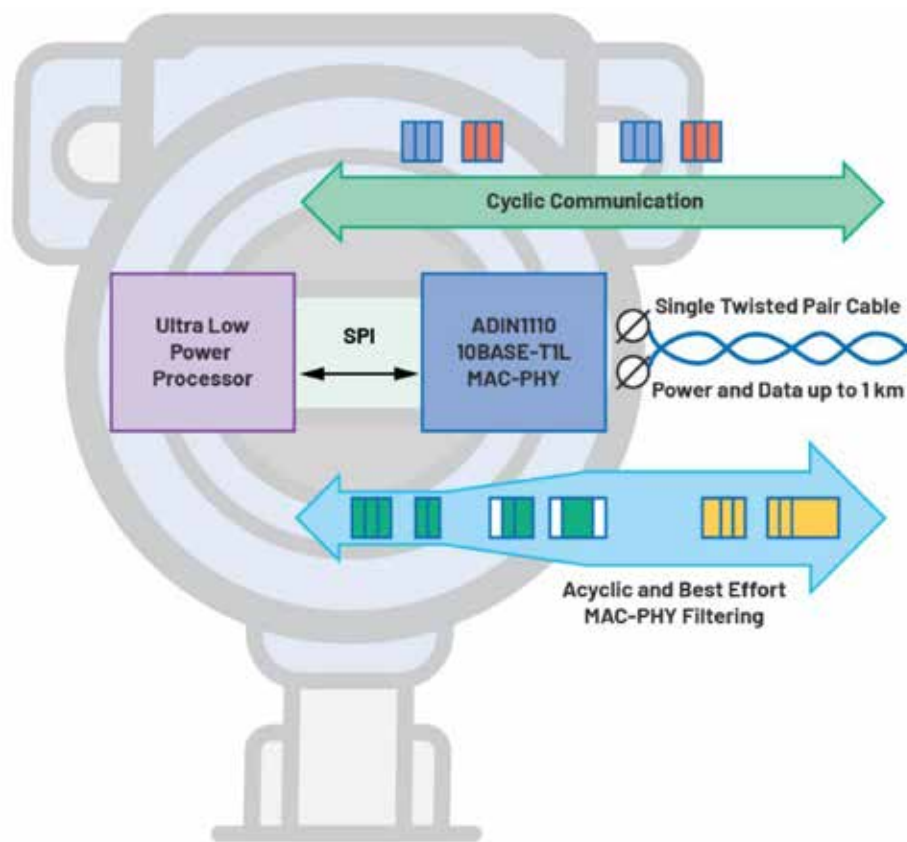 Cyclic Communication
Ultra Low
Power
Processor
SPI
ADIN1110
10BASE-T1L
MAC-PHY
Single Twisted Pair Cable
Power and Data up to 1 km
Acyclic and Best Effort
MAC-PHY Filtering